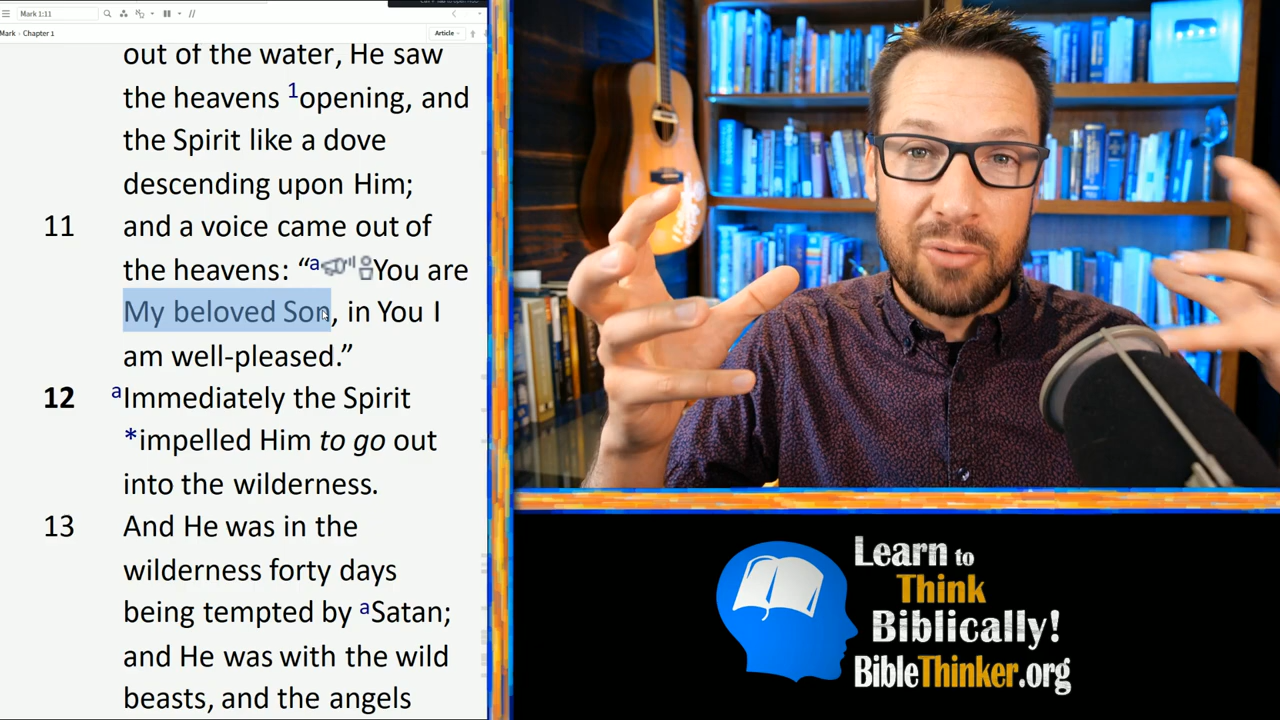 Mark 1:11
Mark › Chapter 1
Article
out of the water, He saw
the heavens 1opening, and
the Spirit like a dove
descending upon Him;
11 and a voice came out of
the heavens: “aYou are
My beloved Son, in You I
am well-pleased.”
12 aImmediately the Spirit
*impelled Him to go out
into the wilderness.
13 And He was in the
wilderness forty days
being tempted by aSatan;
and He was with the wild
beasts, and the angels
Learn to
Think
Biblically!
BibleThinker.org